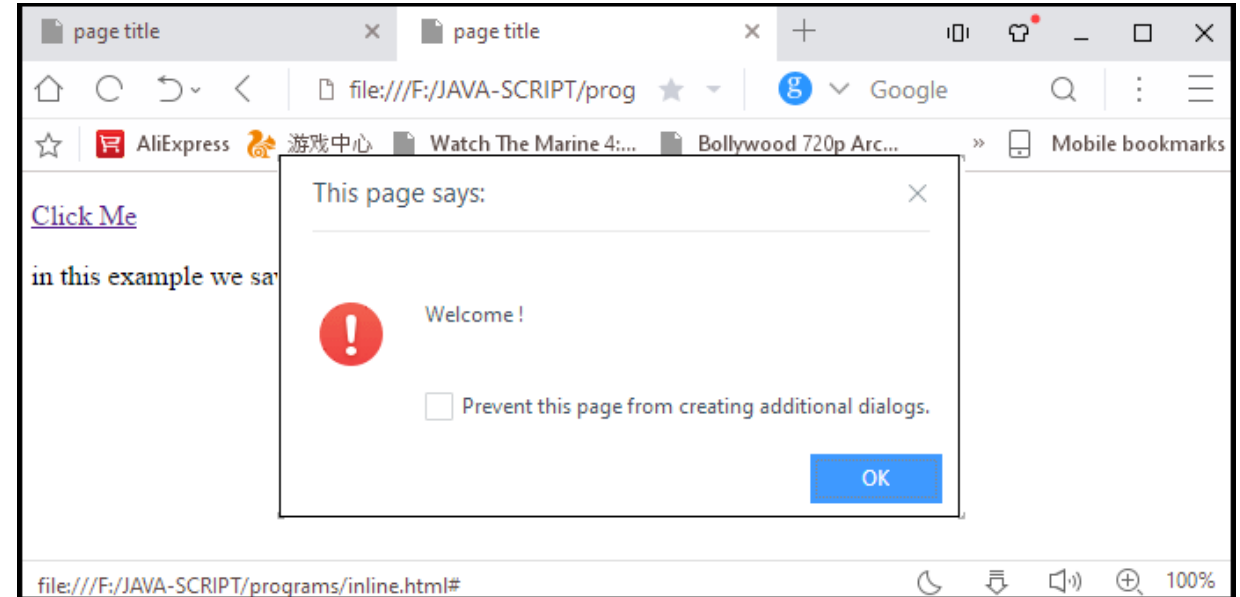 page title
page title
file:///F:/JAVA-SCRIPT/prog
g Google
AliExpress 游戏中心 Watch The Marine 4:... Bollywood 720p Arc... » Mobile bookmarks
Click Me
in this example we sa
This page says:
Welcome !
Prevent this page from creating additional dialogs.
OK
file:///F:/JAVA-SCRIPT/programs/inline.html#
100%